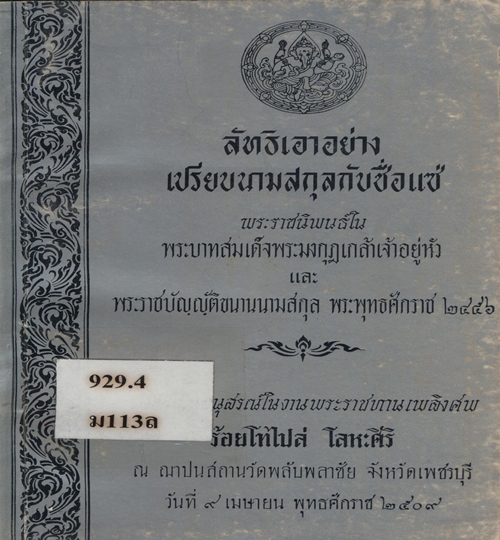 ลัทธิเอาอย่าง
เปรียบนามสกุลกับชื่อแซ่
พระราชนิพนธ์ใน
พระบาทสมเด็จพระมงกุฎเกล้าเจ้าอยู่หัว
และ
พระราชบัญญัติขนานนามสกุล พระพุทธศักราช ๒๔๕๖
929.4
ม113ล
นุสรณ์ในงานพระราชทานเพลิงศพ
ร้อยโทไปล่ โลหะศิริ
ณ ฌาปนสถานวัดพลับพลาชัย จังหวัดเพชรบุรี
วันที่ ๙ เมษายน พุทธศักราช ๒๕๐๙